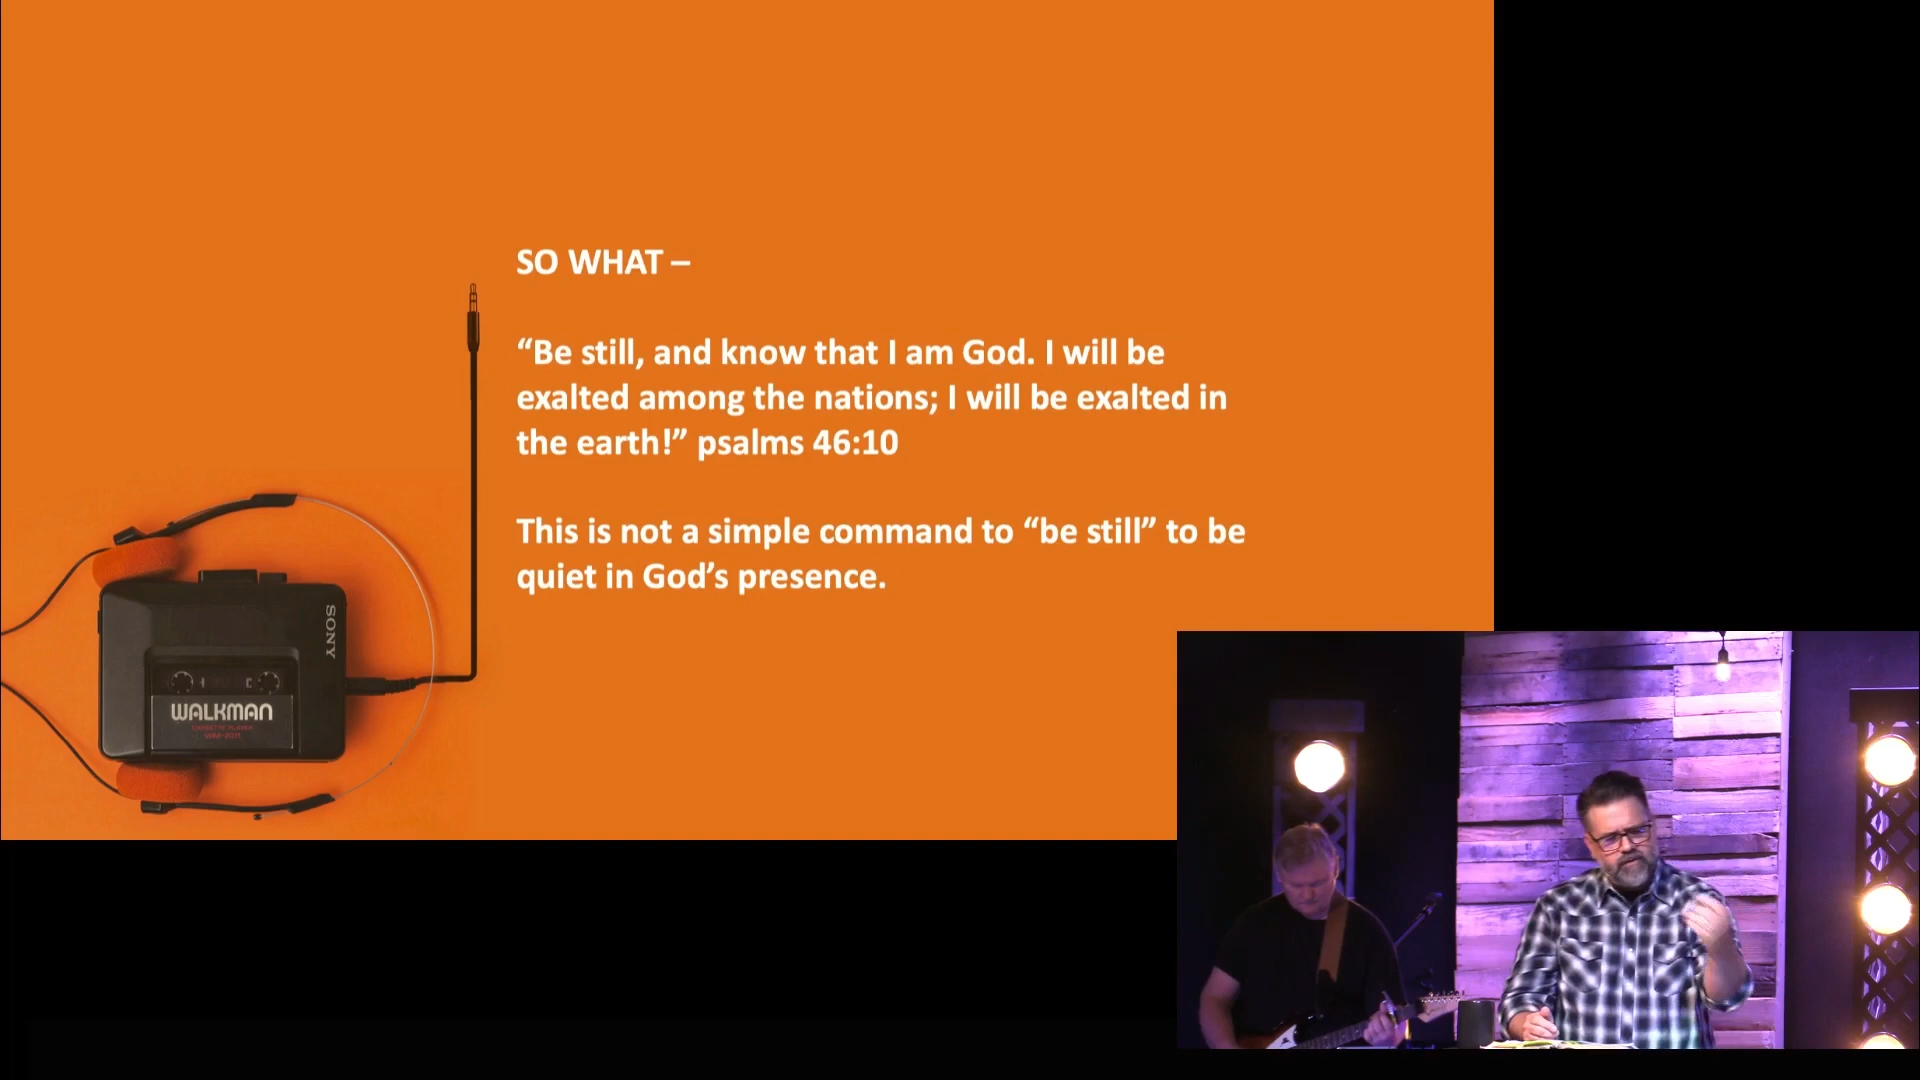 SO WHAT –
“Be still, and know that I am God. I will be
exalted among the nations; I will be exalted in
the earth!” psalms 46:10
This is not a simple command to “be still” to be
quiet in God’s presence.
SONY
WALKMAN